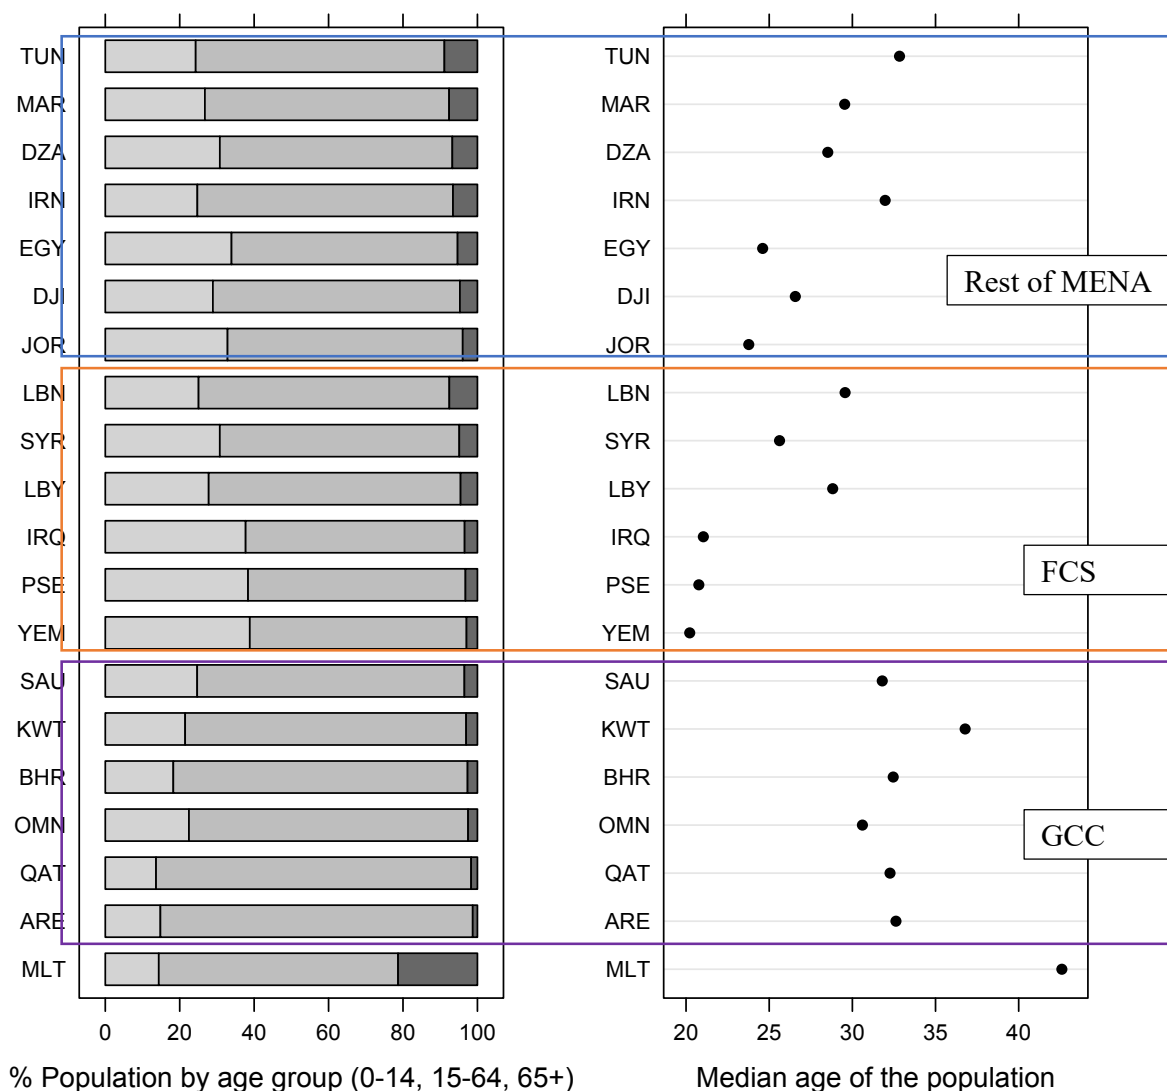 TUN TUN
MAR MAR
DZA DZA
IRN IRN
EGY EGY
DJI DJI
JOR JOR
LBN LBN
SYR SYR
LBY LBY
IRQ IRQ
PSE PSE
YEM YEM
SAU SAU
KWT KWT
BHR BHR
OMN OMN
QAT QAT
ARE ARE
MLT MLT
Rest of MENA
FCS
GCC
0 20 40 60 80 100 20 25 30 35 40
% Population by age group (0-14, 15-64, 65+) Median age of the population